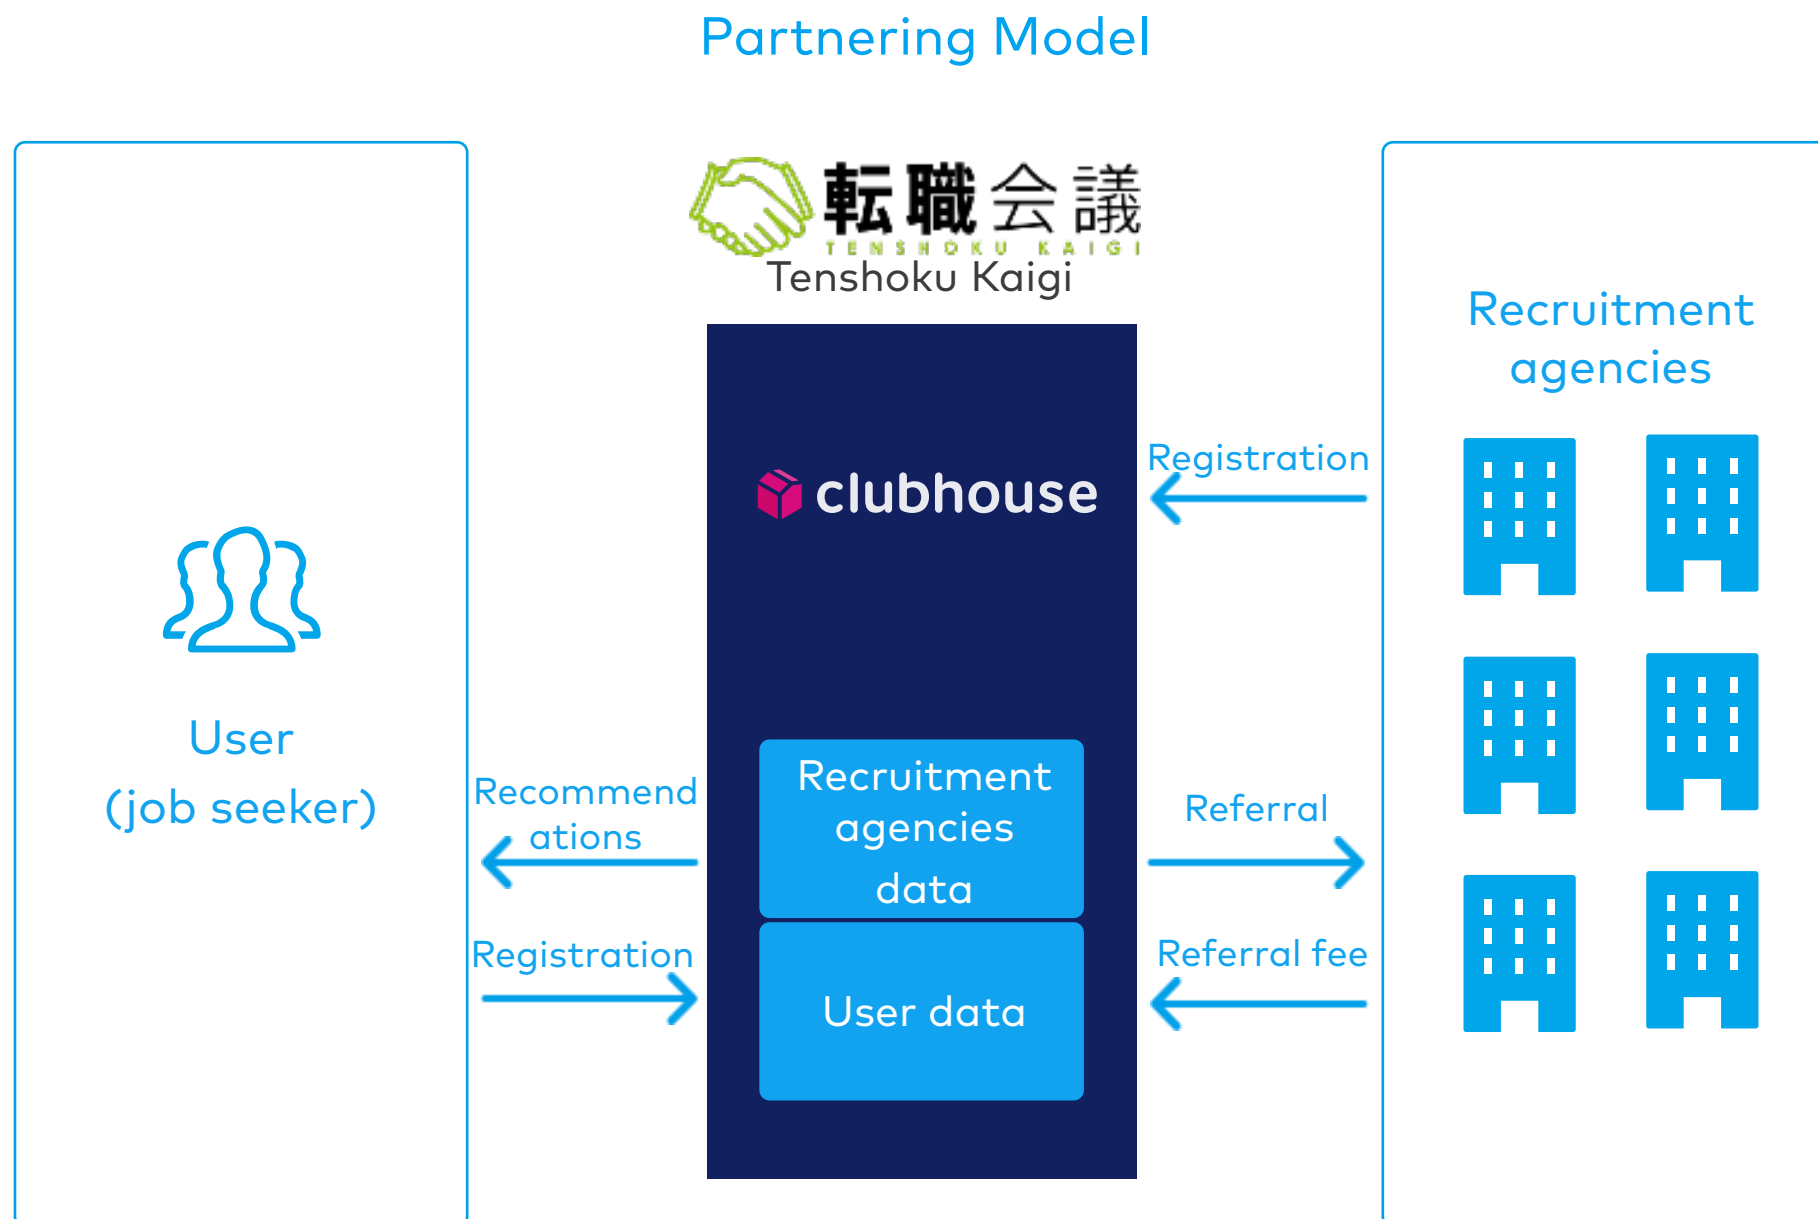 Partnering Model
転職会議
TENSHOKU KAIGI
Tenshoku Kaigi
User
(job seeker)
Recommend
ations
Registration
clubhouse
Recruitment
agencies
data
User data
Registration
Referral
Referral fee
Recruitment
agencies